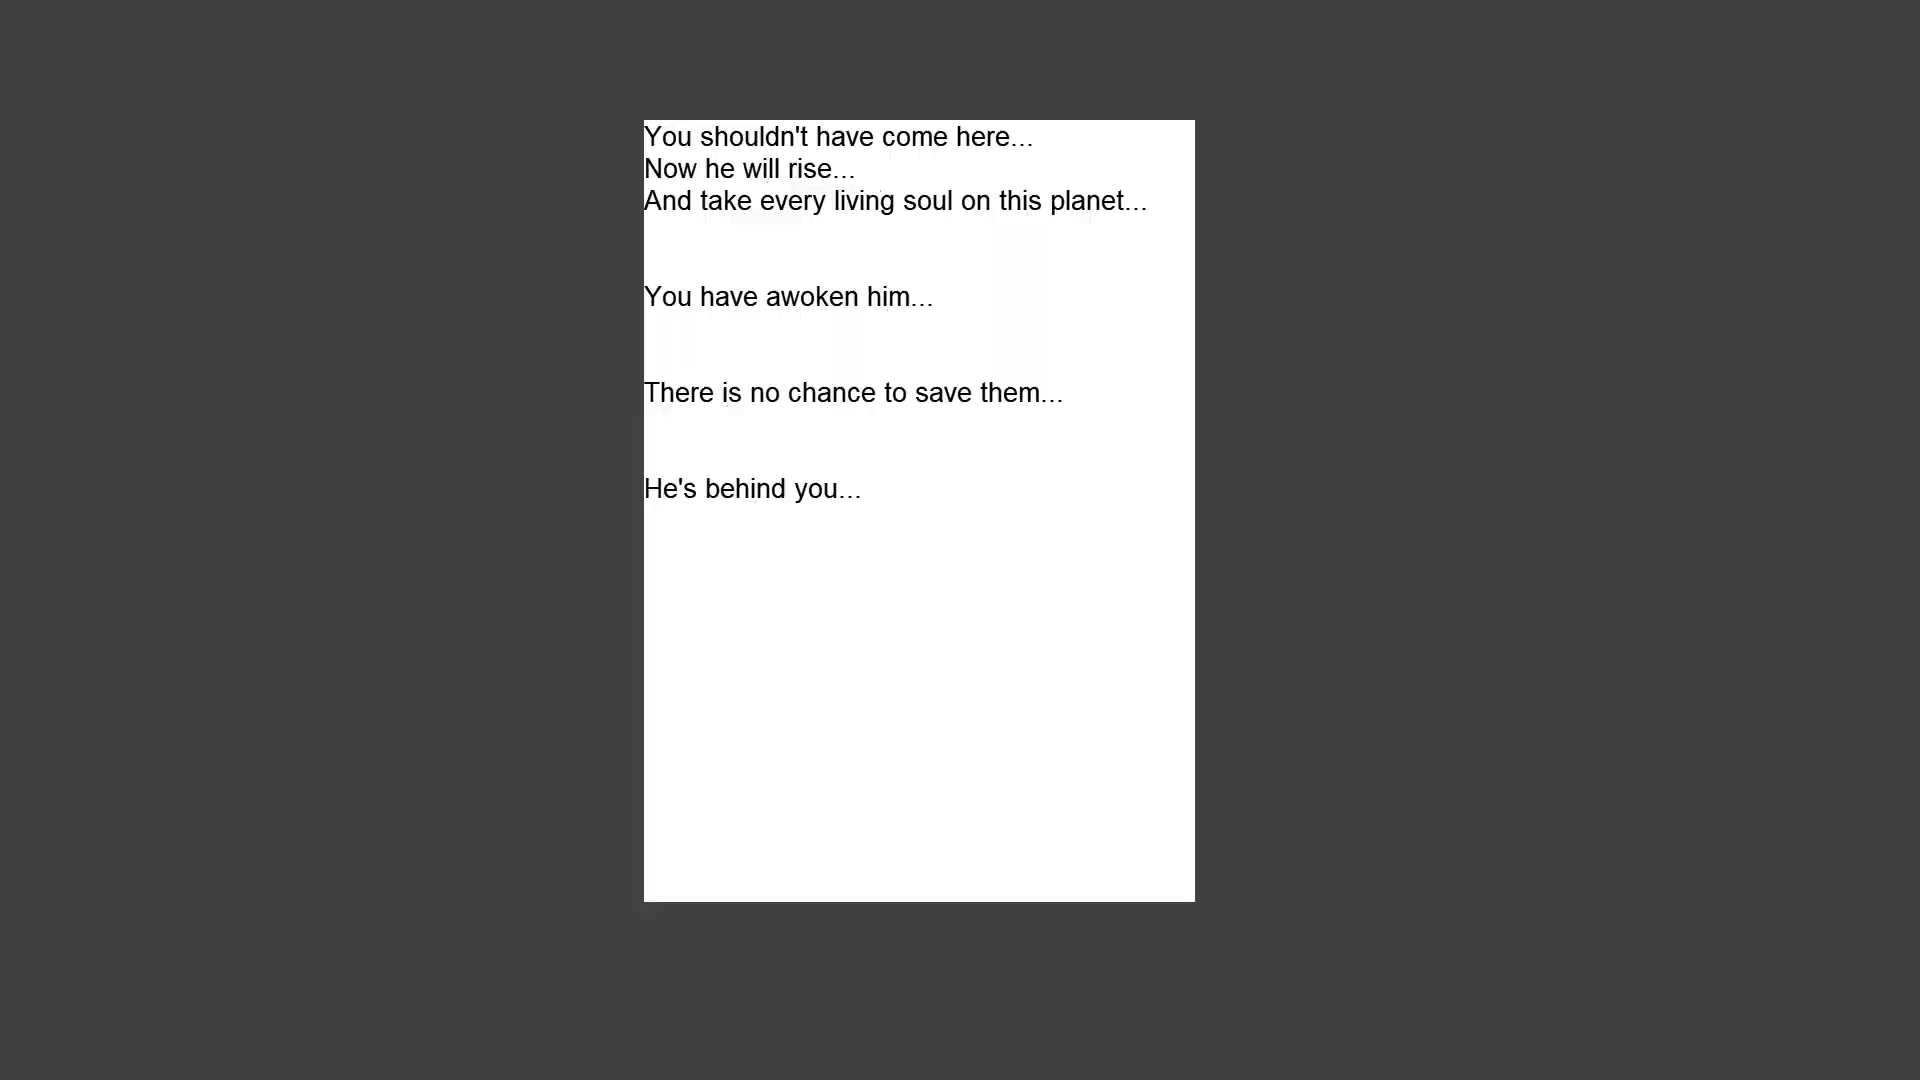 You shouldn't have come here...
Now he will rise...
And take every living soul on this planet...
You have awoken him...
There is no chance to save them...
He's behind you...